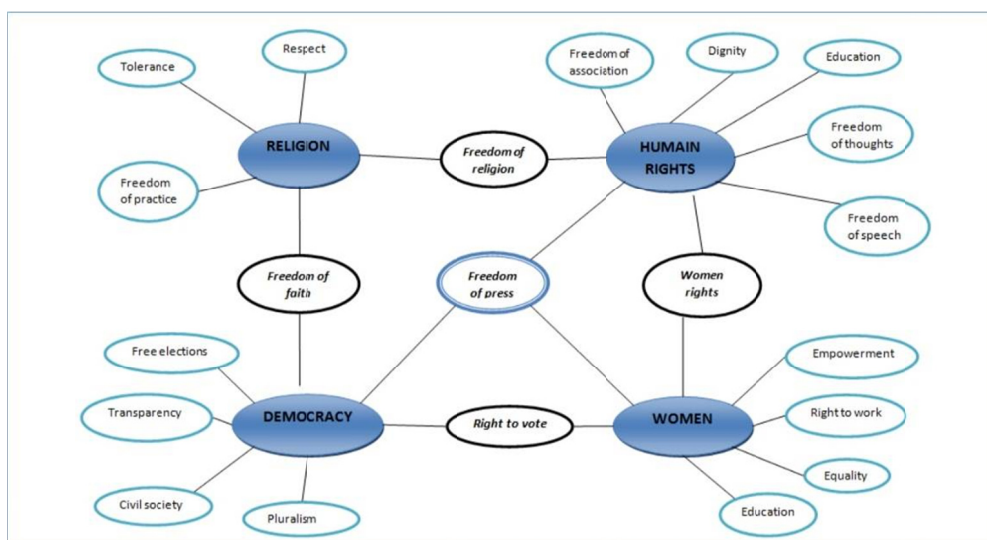 Respect
Tolerance
RELIGION
Freedom
of practice
Freedom of
religion
Freedom of
association
Dignity
Education
HUMAIN
RIGHTS
Freedom
of thoughts
Freedom
of speech
Freedom of
faith
Freedom
of press
Women
rights
Free elections
Transparency
DEMOCRACY
Civil society
Pluralism
Right to vote
WOMEN
Empowerment
Right to work
Equality
Education